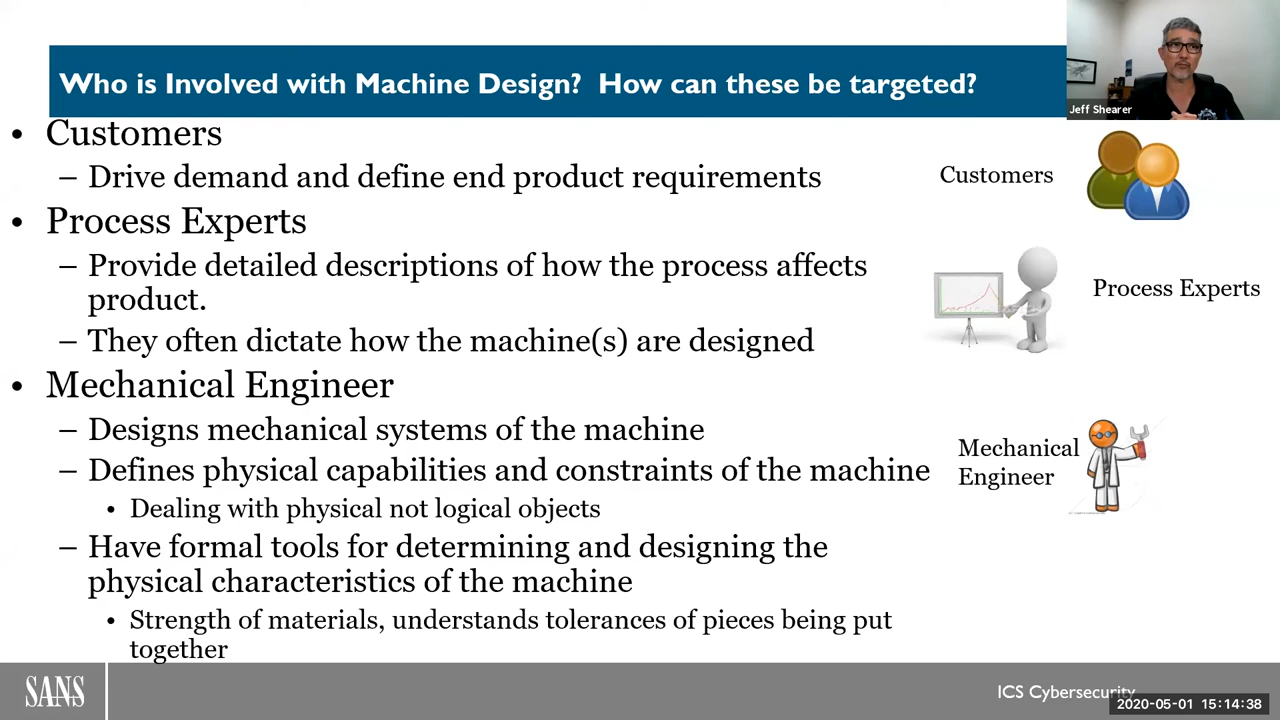 Who is Involved with Machine Design?  How can these be targeted?
Jeff Shearer
• Customers
– Drive demand and define end product requirements
• Process Experts
– Provide detailed descriptions of how the process affects
product.
– They often dictate how the machine(s) are designed
• Mechanical Engineer
– Designs mechanical systems of the machine
– Defines physical capabilities and constraints of the machine
• Dealing with physical not logical objects
– Have formal tools for determining and designing the
physical characteristics of the machine
• Strength of materials, understands tolerances of pieces being put
together
Customers
Process Experts
Mechanical
Engineer
SANS
ICS Cybersecurity
2020-05-01 15:14:38